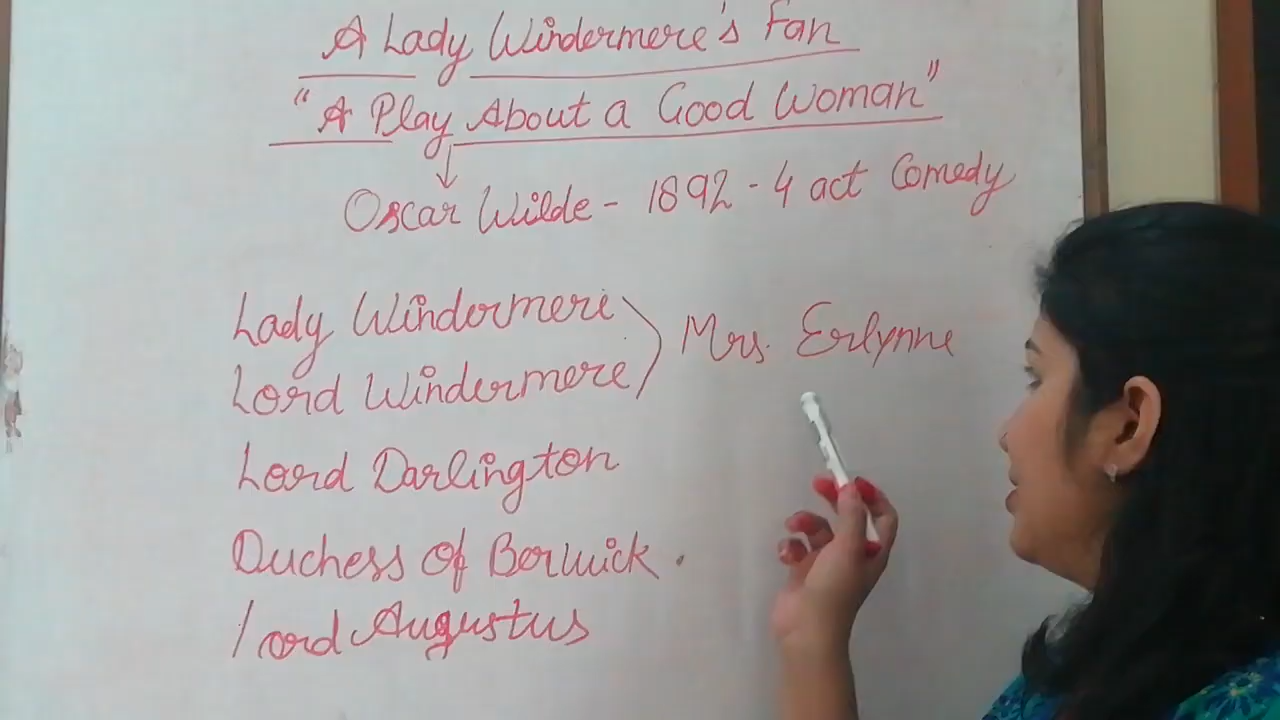 A Lady Windermere's Fan
"A Play About a Good Woman"
Oscar Wilde - 1892 - 4 act Comedy
Lady Windermere
Mrs. Erlynne
Lord Windermere
Lord Darlington
Duchess Of Berwick.
Lord Augustus